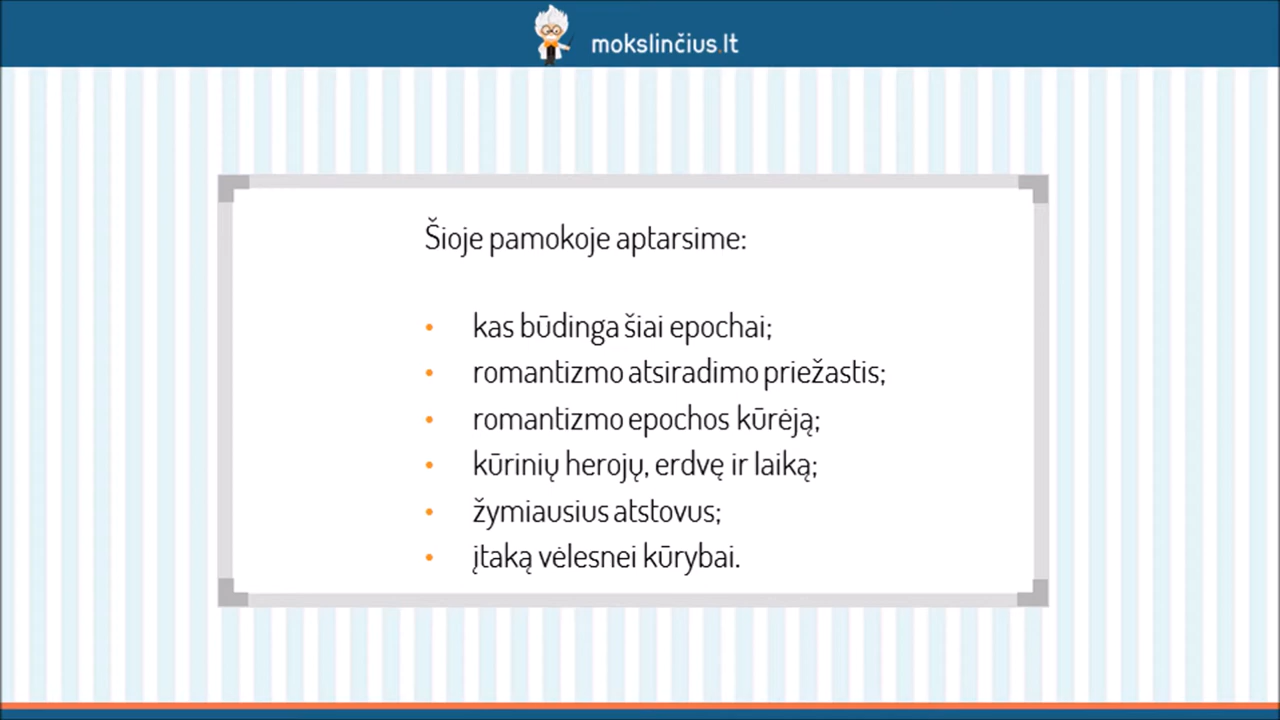 mokslinčius.lt
Šioje pamokoje aptarsime:
• kas būdinga šiai epochai;
• romantizmo atsiradimo priežastis;
• romantizmo epochos kūrėją;
• kūrinių herojų, erdvę ir laiką;
• žymiausius atstovus;
• įtaką vėlesnei kūrybai.